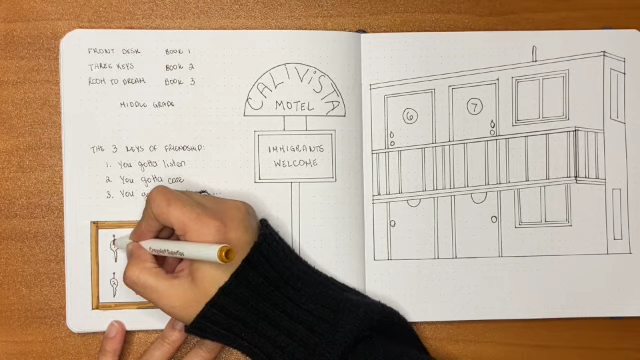 FRONT DESK BOOK 1
THREE KEYS BOOK 2
ROOM TO DREAM BOOK 3
MIDDLE GRADE
THE 3 KEYS OF FRIENDSHIP:
1. You gotta listen
2. You gotta care
3. You
CALIVISTA
MOTEL
IMMIGRANTS
WELCOME
6
7